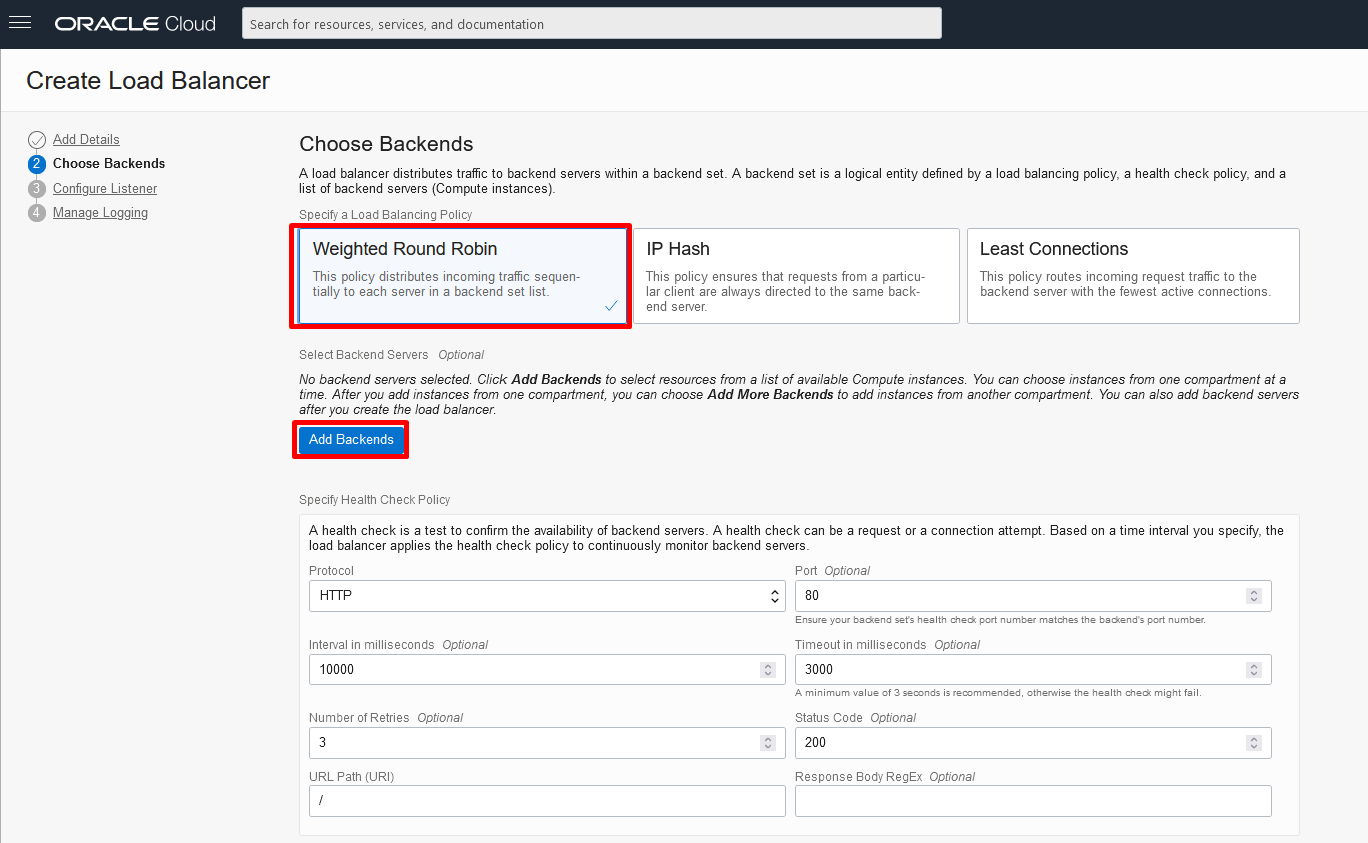 ORACLE Cloud
Search for resources, services, and documentation
Create Load Balancer
Add Details
2 Choose Backends
3 Configure Listener
4 Manage Logging
Choose Backends
A load balancer distributes traffic to backend servers within a backend set. A backend set is a logical entity defined by a load balancing policy, a health check policy, and a
list of backend servers (Compute instances).
Specify a Load Balancing Policy
Weighted Round Robin
This policy distributes incoming traffic sequen-
tially to each server in a backend set list.
IP Hash
This policy ensures that requests from a particu-
lar client are always directed to the same back-
end server.
Least Connections
This policy routes incoming request traffic to the
backend server with the fewest active connections.
Select Backend Servers Optional
No backend servers selected. Click Add Backends to select resources from a list of available Compute instances. You can choose instances from one compartment at a
time. After you add instances from one compartment, you can choose Add More Backends to add instances from another compartment. You can also add backend servers
after you create the load balancer.
Add Backends
Specify Health Check Policy
A health check is a test to confirm the availability of backend servers. A health check can be a request or a connection attempt. Based on a time interval you specify, the
load balancer applies the health check policy to continuously monitor backend servers.
Protocol
HTTP
Port Optional
80
Ensure your backend set's health check port number matches the backend's port number.
Interval in milliseconds Optional
10000
Timeout in milliseconds Optional
3000
A minimum value of 3 seconds is recommended, otherwise the health check might fail.
Number of Retries Optional
3
Status Code Optional
200
URL Path (URI)
/
Response Body RegEx Optional